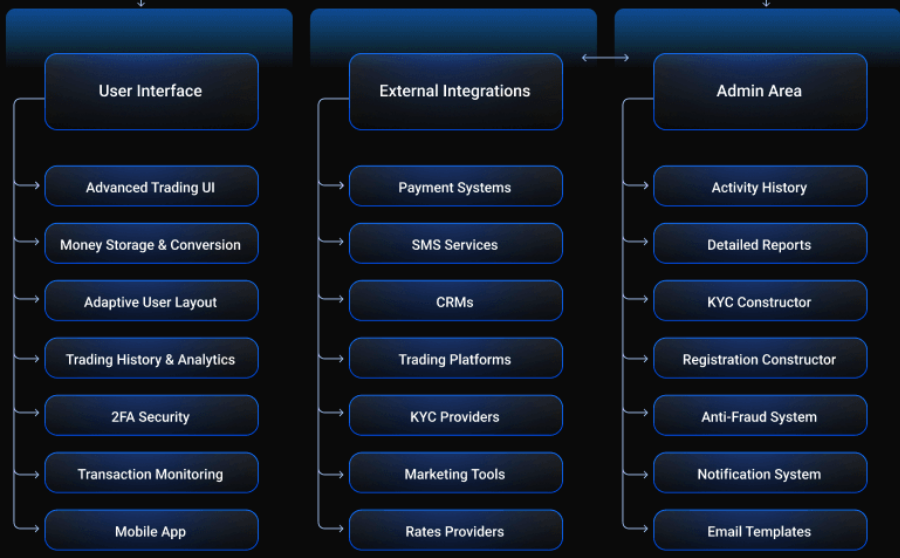 User Interface
Advanced Trading UI
Money Storage & Conversion
Adaptive User Layout
Trading History & Analytics
2FA Security
Transaction Monitoring
Mobile App
External Integrations
Payment Systems
SMS Services
CRMs
Trading Platforms
KYC Providers
Marketing Tools
Rates Providers
Admin Area
Activity History
Detailed Reports
KYC Constructor
Registration Constructor
Anti-Fraud System
Notification System
Email Templates